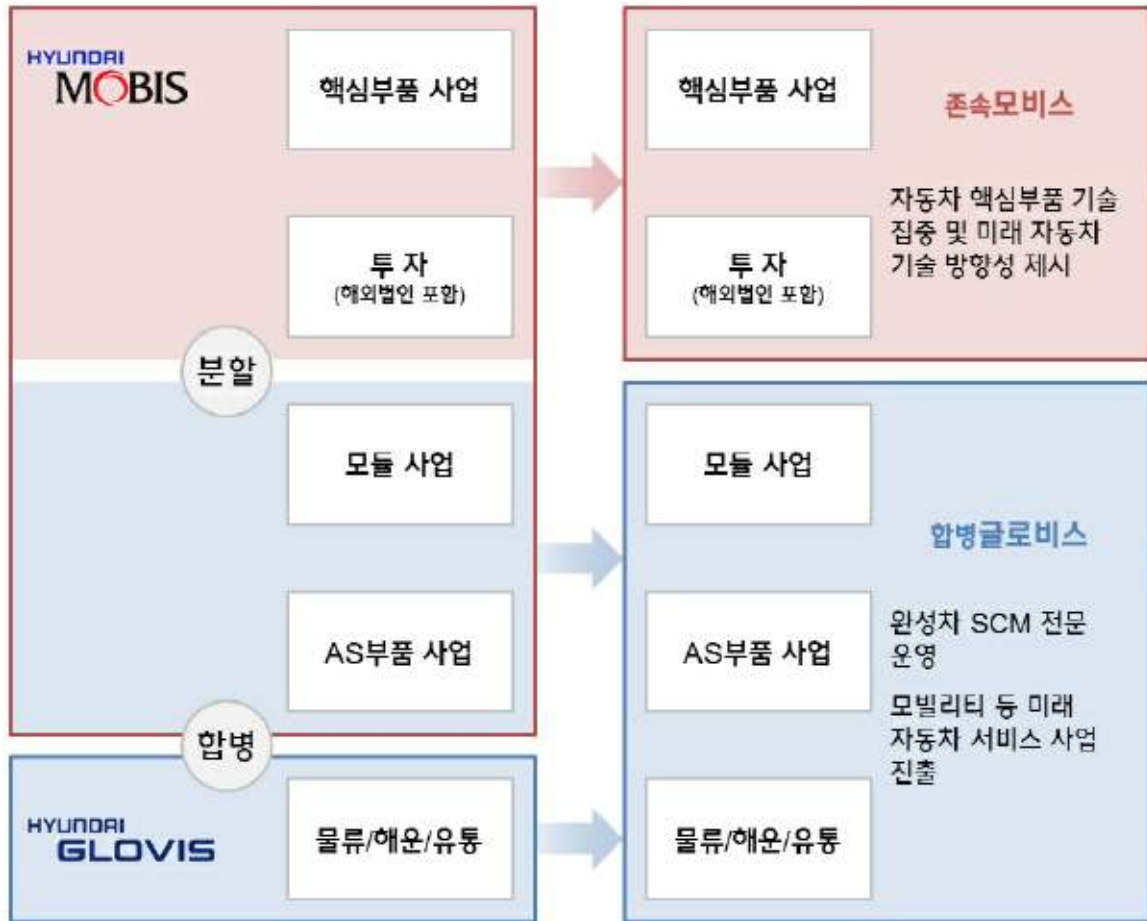 HYUNDAI
MOBIS
핵심부품 사업
투 자
(해외법인 포함)
분할
모듈 사업
AS부품 사업
합병
HYUNDAI
GLOVIS
물류/해운/유통
핵심부품 사업
존속모비스
자동차 핵심부품 기술
집중 및 미래 자동차
기술 방향성 제시
투 자
(해외법인 포함)
모듈 사업
합병글로비스
AS부품 사업
완성차 SCM 전문
운영
모빌리티 등 미래
자동차 서비스 사업
진출
물류/해운/유통